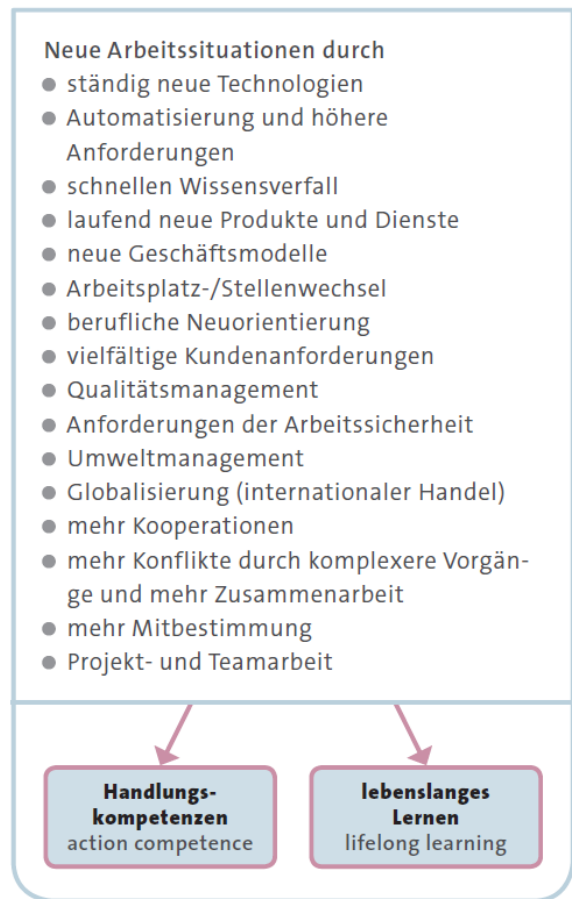 Neue Arbeitssituationen durch
● ständig neue Technologien
● Automatisierung und höhere
Anforderungen
● schnellen Wissensverfall
● laufend neue Produkte und Dienste
● neue Geschäftsmodelle
● Arbeitsplatz-/Stellenwechsel
● berufliche Neuorientierung
● vielfältige Kundenanforderungen
● Qualitätsmanagement
● Anforderungen der Arbeitssicherheit
● Umweltmanagement
● Globalisierung (internationaler Handel)
● mehr Kooperationen
● mehr Konflikte durch komplexere Vorgän-
ge und mehr Zusammenarbeit
● mehr Mitbestimmung
● Projekt- und Teamarbeit
Handlungs-
kompetenzen
action competence
lebenslanges
Lernen
lifelong learning